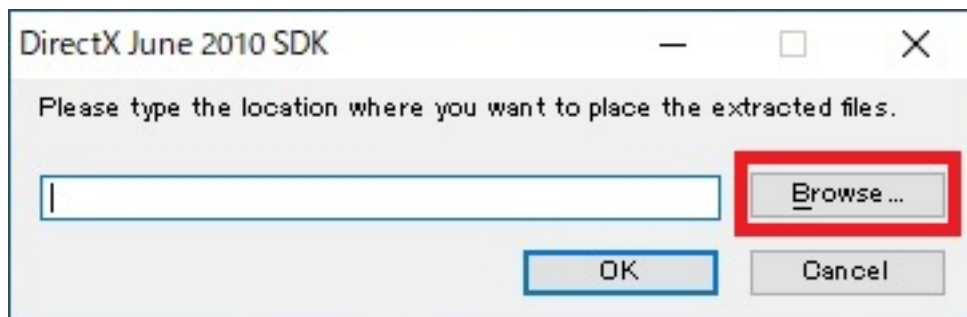 DirectX June 2010 SDK
Please type the location where you want to place the extracted files.
Browse...
OK
Cancel